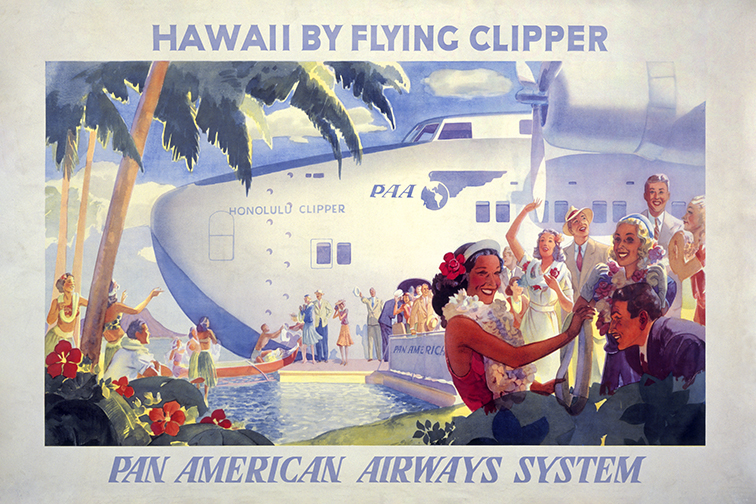 HAWAII BY FLYING CLIPPER
PAA
HONOLULU CLIPPER
PAN AMERICA
PAN AMERICAN AIRWAYS SYSTEM